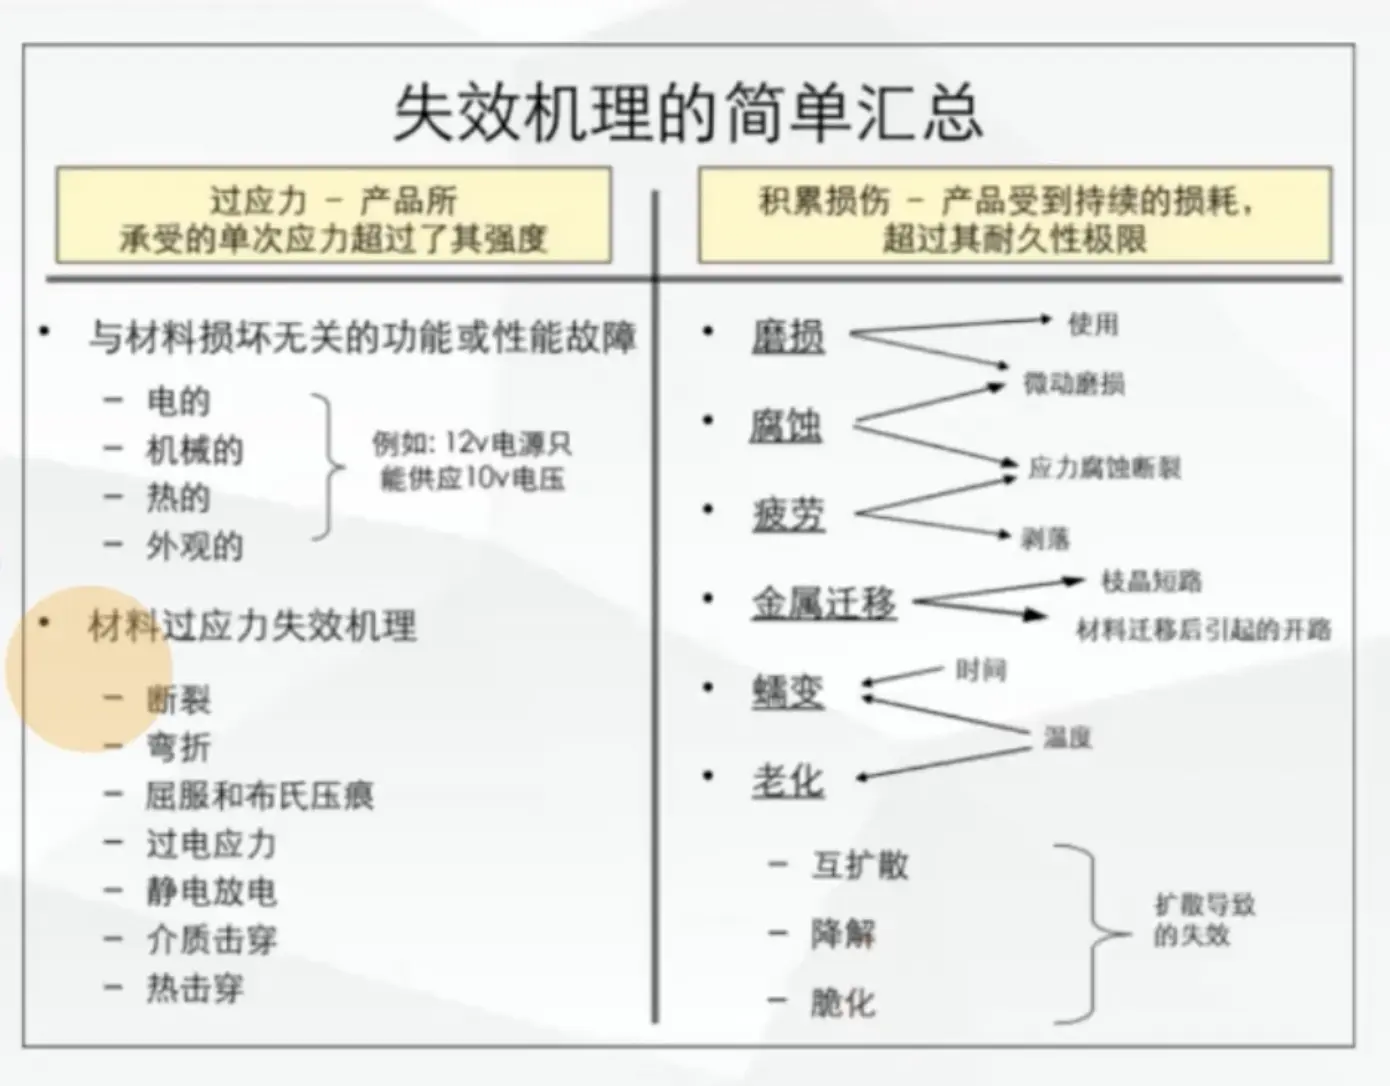 失效机理的简单汇总
过应力 - 产品所
承受的单次应力超过了其强度
积累损伤 - 产品受到持续的损耗，
超过其耐久性极限
• 与材料损坏无关的功能或性能故障
- 电的
- 机械的
- 热的
- 外观的
例如: 12v电源只
能供应10v电压
• 材料过应力失效机理
- 断裂
- 弯折
- 屈服和布氏压痕
- 过电应力
- 静电放电
- 介质击穿
- 热击穿
• 磨损
使用
微动磨损
• 腐蚀
应力腐蚀断裂
• 疲劳
剥落
• 金属迁移
枝晶短路
材料迁移后引起的开路
• 蠕变
时间
温度
• 老化
- 互扩散
- 降解
- 脆化
扩散导致
的失效